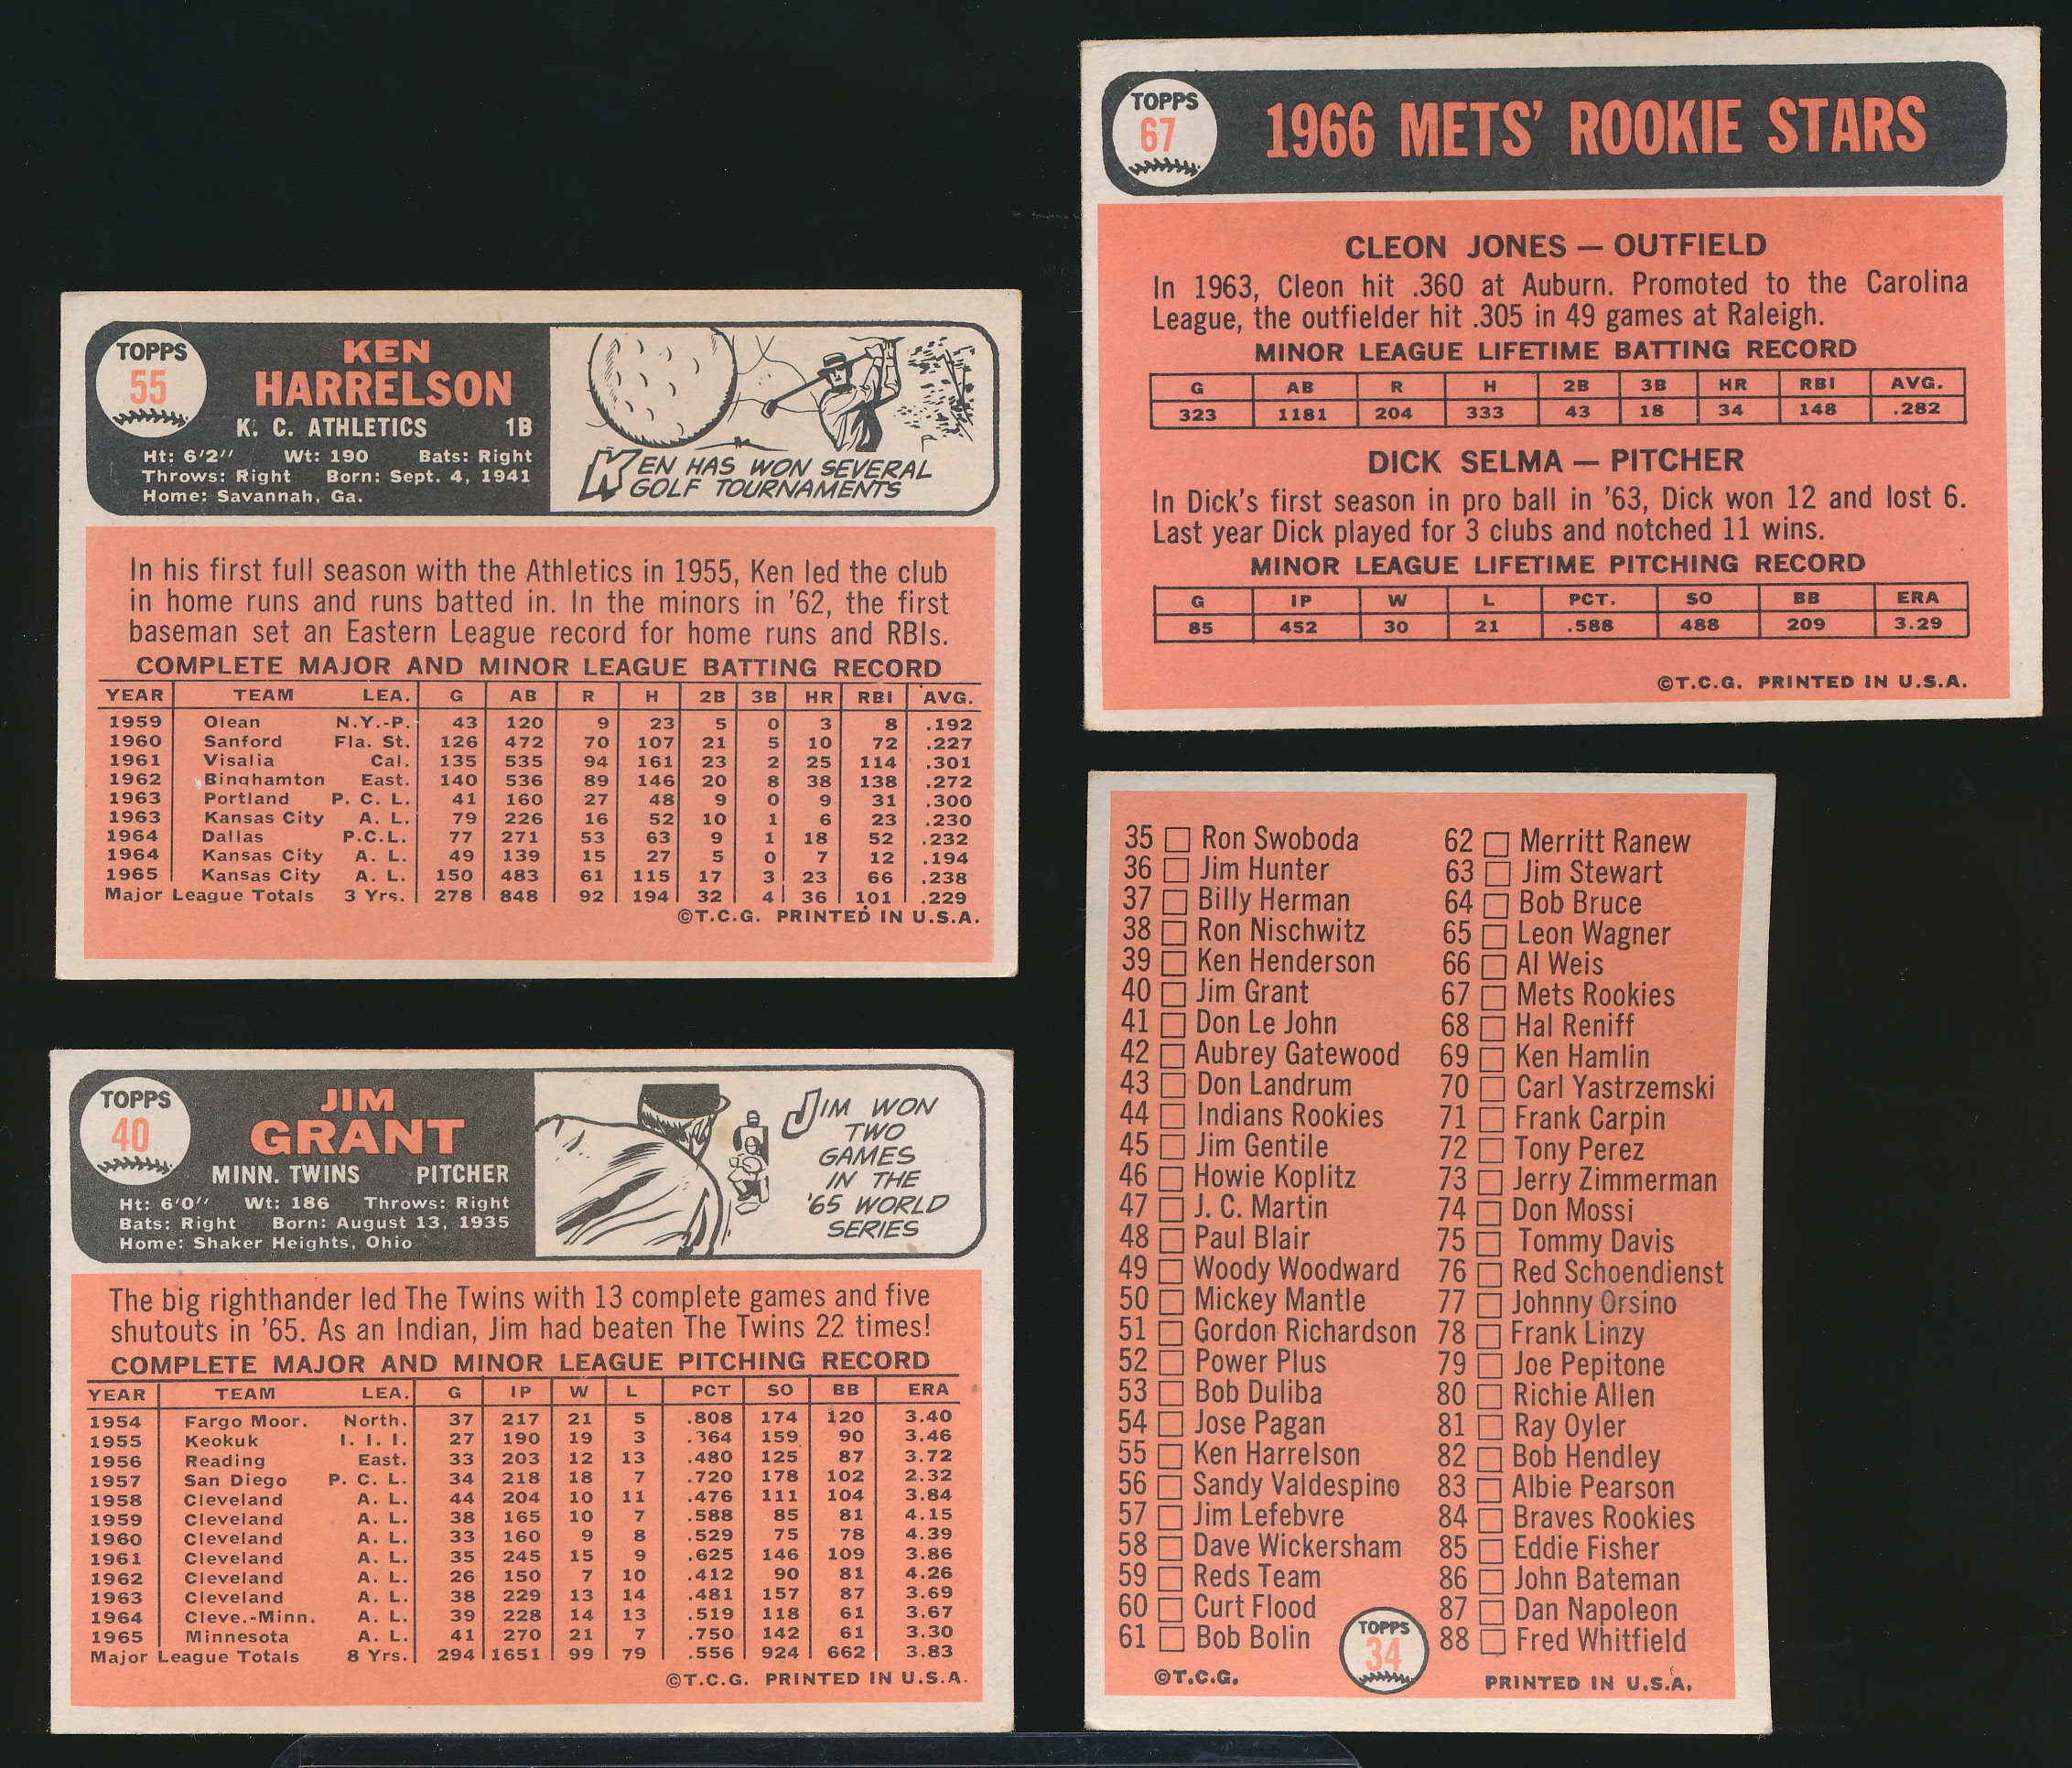 TOPPS
55
KEN
HARRELSON
K. C. ATHLETICS 1B
Ht: 6'2'' Wt: 190 Bats: Right
Throws: Right Born: Sept. 4, 1941
Home: Savannah, Ga.
KEN HAS WON SEVERAL
GOLF TOURNAMENTS
In his first full season with the Athletics in 1955, Ken led the club
in home runs and runs batted in. In the minors in '62, the first
baseman set an Eastern League record for home runs and RBIs.
COMPLETE MAJOR AND MINOR LEAGUE BATTING RECORD
YEAR TEAM LEA. G AB R H 2B 3B HR RBI AVG.
1959 Olean N.Y.-P. 43 120 9 23 5 0 3 8 .192
1960 Sanford Fla. St. 126 472 70 107 21 5 10 72 .227
1961 Visalia Cal. 135 535 94 161 23 2 25 114 .301
1962 Binghamton East. 140 536 89 146 20 8 38 138 .272
1963 Portland P. C. L. 41 160 27 48 9 0 9 31 .300
1963 Kansas City A. L. 79 226 16 52 10 1 6 23 .230
1964 Dallas P.C.L. 77 271 53 63 9 1 18 52 .232
1964 Kansas City A. L. 49 139 15 27 5 0 7 12 .194
1965 Kansas City A. L. 150 483 61 115 17 3 23 66 .238
Major League Totals 3 Yrs. 278 848 92 194 32 4 36 101 .229
©T.C.G. PRINTED IN U.S.A.
TOPPS
40
JIM
GRANT
MINN. TWINS PITCHER
Ht: 6'0'' Wt: 186 Throws: Right
Bats: Right Born: August 13, 1935
Home: Shaker Heights, Ohio
JIM WON
TWO
GAMES
IN THE
'65 WORLD
SERIES
The big righthander led The Twins with 13 complete games and five
shutouts in '65. As an Indian, Jim had beaten The Twins 22 times!
COMPLETE MAJOR AND MINOR LEAGUE PITCHING RECORD
YEAR TEAM LEA. G IP W L PCT SO BB ERA
1954 Fargo Moor. North. 37 217 21 5 .808 174 120 3.40
1955 Keokuk I. I. I. 27 190 19 3 .364 159 90 3.46
1956 Reading East. 33 203 12 13 .480 125 87 3.72
1957 San Diego P. C. L. 34 218 18 7 .720 178 102 2.32
1958 Cleveland A. L. 44 204 10 11 .476 111 104 3.84
1959 Cleveland A. L. 38 165 10 7 .588 85 81 4.15
1960 Cleveland A. L. 33 160 9 8 .529 75 78 4.39
1961 Cleveland A. L. 35 245 15 9 .625 146 109 3.86
1962 Cleveland A. L. 26 150 7 10 .412 90 81 4.26
1963 Cleveland A. L. 38 229 13 14 .481 157 87 3.69
1964 Cleve.-Minn. A. L. 39 228 14 13 .519 118 61 3.67
1965 Minnesota A. L. 41 270 21 7 .750 142 61 3.30
Major League Totals 8 Yrs. 294 1651 99 79 .556 924 662 3.83
©T.C.G. PRINTED IN U.S.A.
TOPPS
67
1966 METS' ROOKIE STARS
CLEON JONES — OUTFIELD
In 1963, Cleon hit .360 at Auburn. Promoted to the Carolina
League, the outfielder hit .305 in 49 games at Raleigh.
MINOR LEAGUE LIFETIME BATTING RECORD
G AB R H 2B 3B HR RBI AVG.
323 1181 204 333 43 18 34 148 .282
DICK SELMA — PITCHER
In Dick's first season in pro ball in '63, Dick won 12 and lost 6.
Last year Dick played for 3 clubs and notched 11 wins.
MINOR LEAGUE LIFETIME PITCHING RECORD
G IP W L PCT. SO BB ERA
85 452 30 21 .588 488 209 3.29
©T.C.G. PRINTED IN U.S.A.
35 Ron Swoboda
36 Jim Hunter
37 Billy Herman
38 Ron Nischwitz
39 Ken Henderson
40 Jim Grant
41 Don Le John
42 Aubrey Gatewood
43 Don Landrum
44 Indians Rookies
45 Jim Gentile
46 Howie Koplitz
47 J. C. Martin
48 Paul Blair
49 Woody Woodward
50 Mickey Mantle
51 Gordon Richardson
52 Power Plus
53 Bob Duliba
54 Jose Pagan
55 Ken Harrelson
56 Sandy Valdespino
57 Jim Lefebvre
58 Dave Wickersham
59 Reds Team
60 Curt Flood
61 Bob Bolin
62 Merritt Ranew
63 Jim Stewart
64 Bob Bruce
65 Leon Wagner
66 Al Weis
67 Mets Rookies
68 Hal Reniff
69 Ken Hamlin
70 Carl Yastrzemski
71 Frank Carpin
72 Tony Perez
73 Jerry Zimmerman
74 Don Mossi
75 Tommy Davis
76 Red Schoendienst
77 Johnny Orsino
78 Frank Linzy
79 Joe Pepitone
80 Richie Allen
81 Ray Oyler
82 Bob Hendley
83 Albie Pearson
84 Braves Rookies
85 Eddie Fisher
86 John Bateman
87 Dan Napoleon
88 Fred Whitfield
TOPPS
34
©T.C.G. PRINTED IN U.S.A.